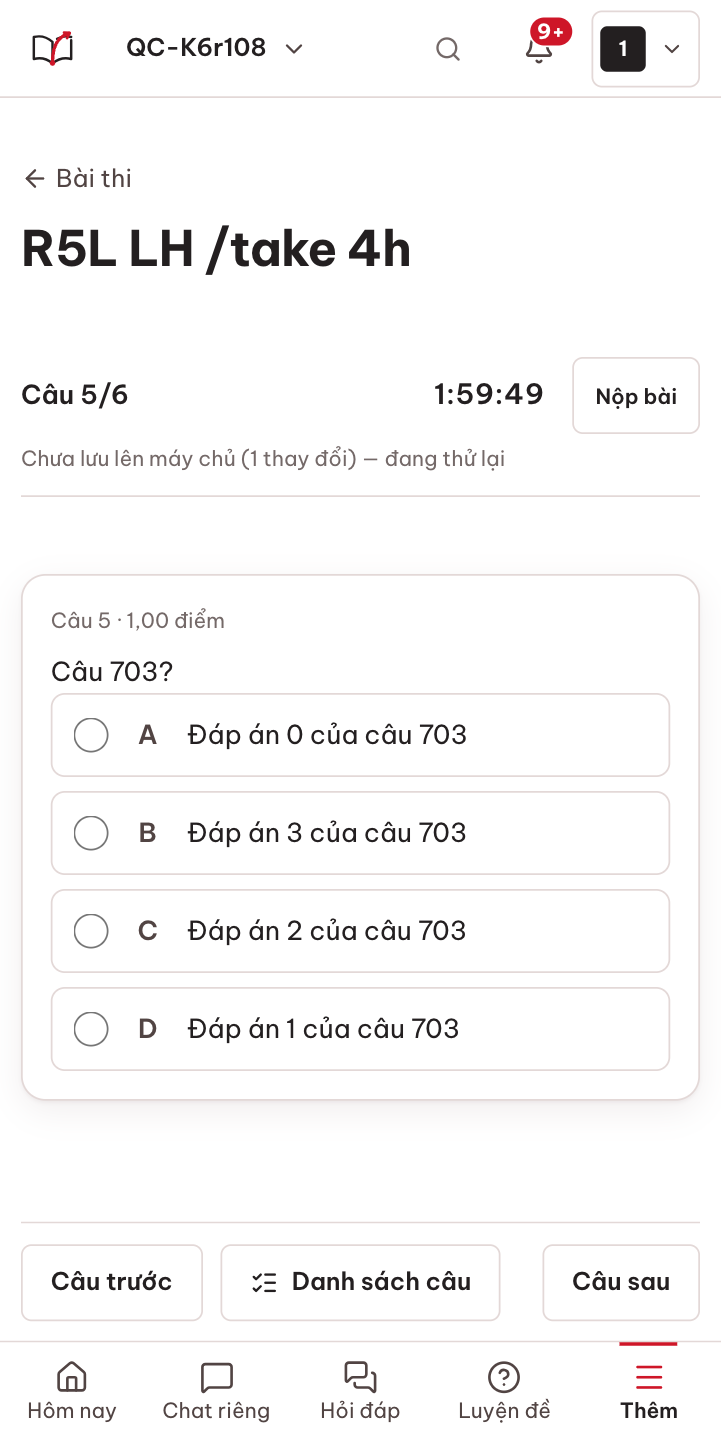 QC-K6r108
9+
1
Bài thi
R5L LH /take 4h
Câu 5/6
1:59:49
Nộp bài
Chưa lưu lên máy chủ (1 thay đổi) — đang thử lại
Câu 5 · 1,00 điểm
Câu 703?
A Đáp án 0 của câu 703
B Đáp án 3 của câu 703
C Đáp án 2 của câu 703
D Đáp án 1 của câu 703
Câu trước
Danh sách câu
Câu sau
Hôm nay
Chat riêng
Hỏi đáp
Luyện đề
Thêm